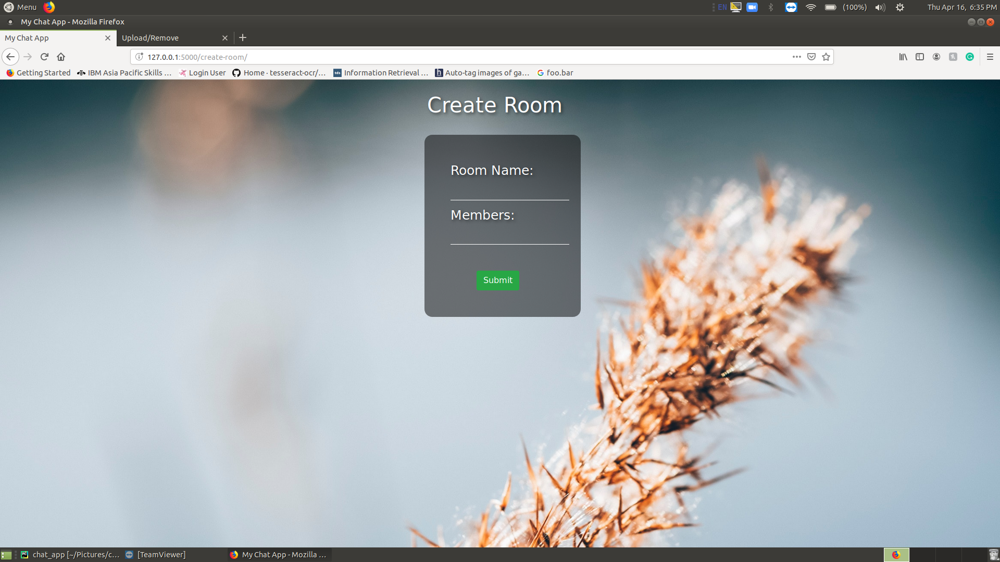 Menu
EN
(100%)
Thu Apr 16, 6:35 PM
My Chat App - Mozilla Firefox
My Chat App
Upload/Remove
127.0.0.1:5000/create-room/
Getting Started
IBM Asia Pacific Skills ...
Login User
Home · tesseract-ocr/...
tds
Information Retrieval ...
h
Auto-tag images of ga...
foo.bar
Create Room
Room Name:
Members:
Submit
PC
chat_app [~/Pictures/c...
[TeamViewer]
My Chat App - Mozilla ...